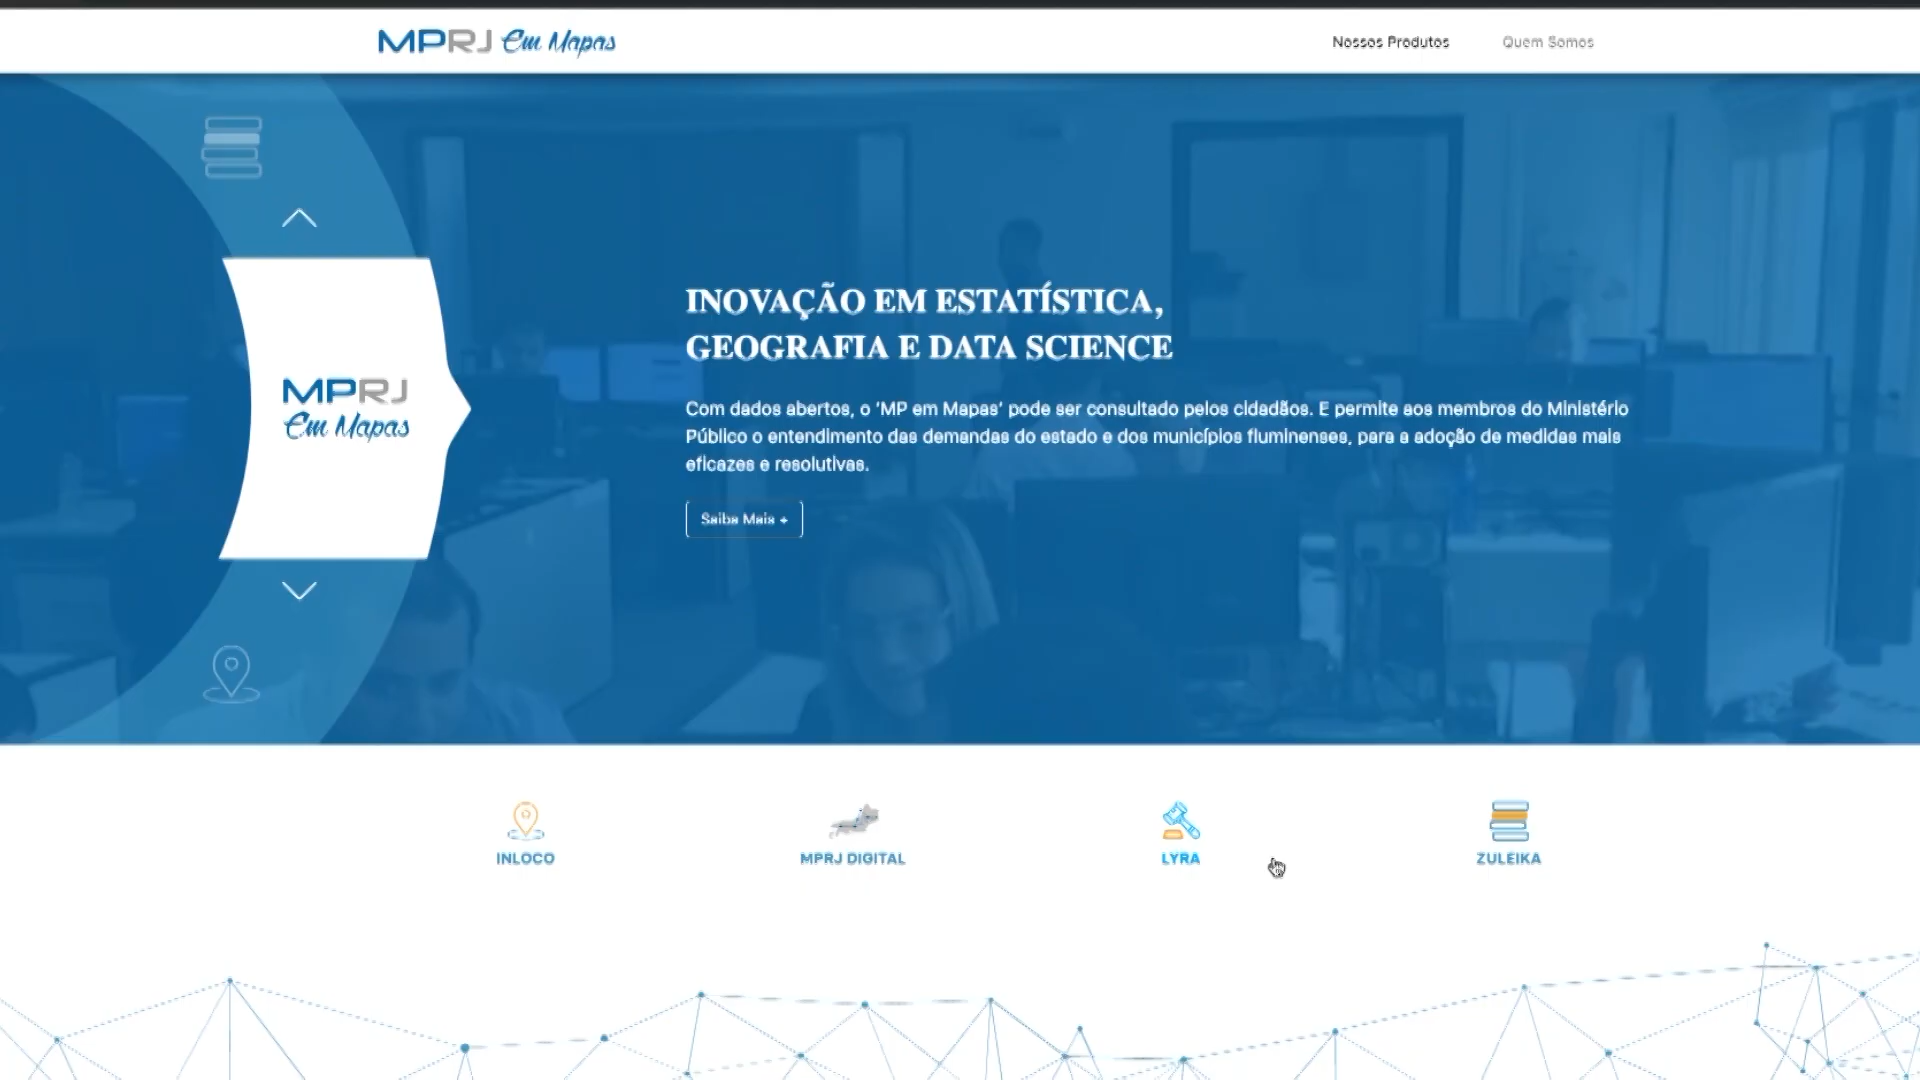 MPRJ Em Mapas
Nossos Produtos
Quem Somos
MPRJ
Em Mapas
INOVAÇÃO EM ESTATÍSTICA,
GEOGRAFIA E DATA SCIENCE
Com dados abertos, o ‘MP em Mapas’ pode ser consultado pelos cidadãos. E permite aos membros do Ministério
Público o entendimento das demandas do estado e dos municípios fluminenses, para a adoção de medidas mais
eficazes e resolutivas.
Saiba Mais +
INLOCO
MPRJ DIGITAL
LYRA
ZULEIKA